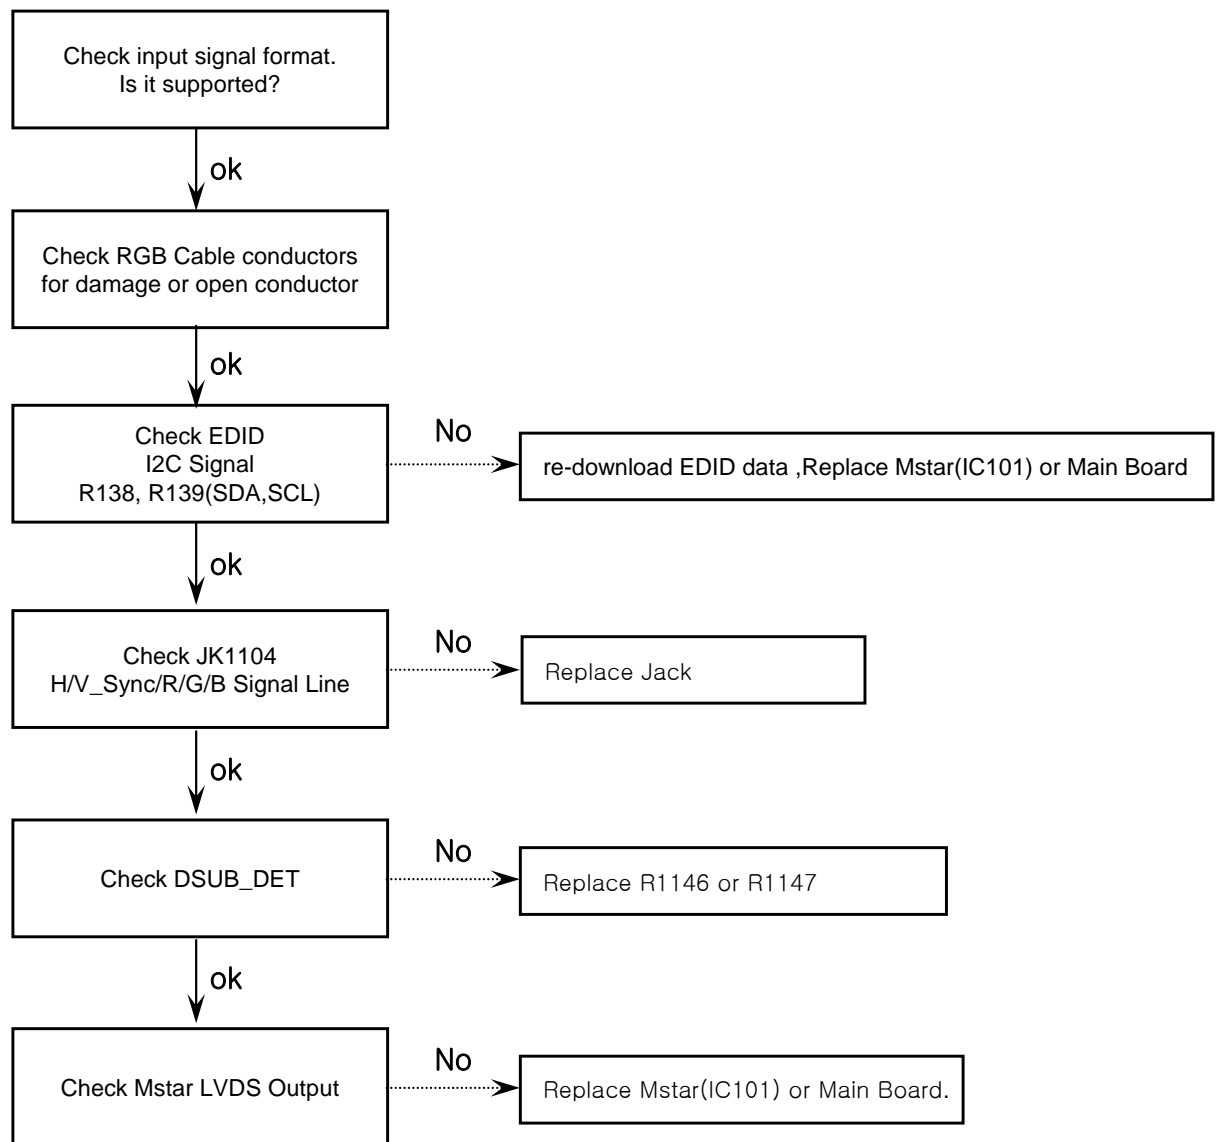 Check input signal format.
Is it supported?
ok
Check RGB Cable conductors
for damage or open conductor
ok
Check EDID
I2C Signal
R138, R139(SDA,SCL)
No
re-download EDID data ,Replace Mstar(IC101) or Main Board
ok
Check JK1104
H/V_Sync/R/G/B Signal Line
No
Replace Jack
ok
Check DSUB_DET
No
Replace R1146 or R1147
ok
Check Mstar LVDS Output
No
Replace Mstar(IC101) or Main Board.